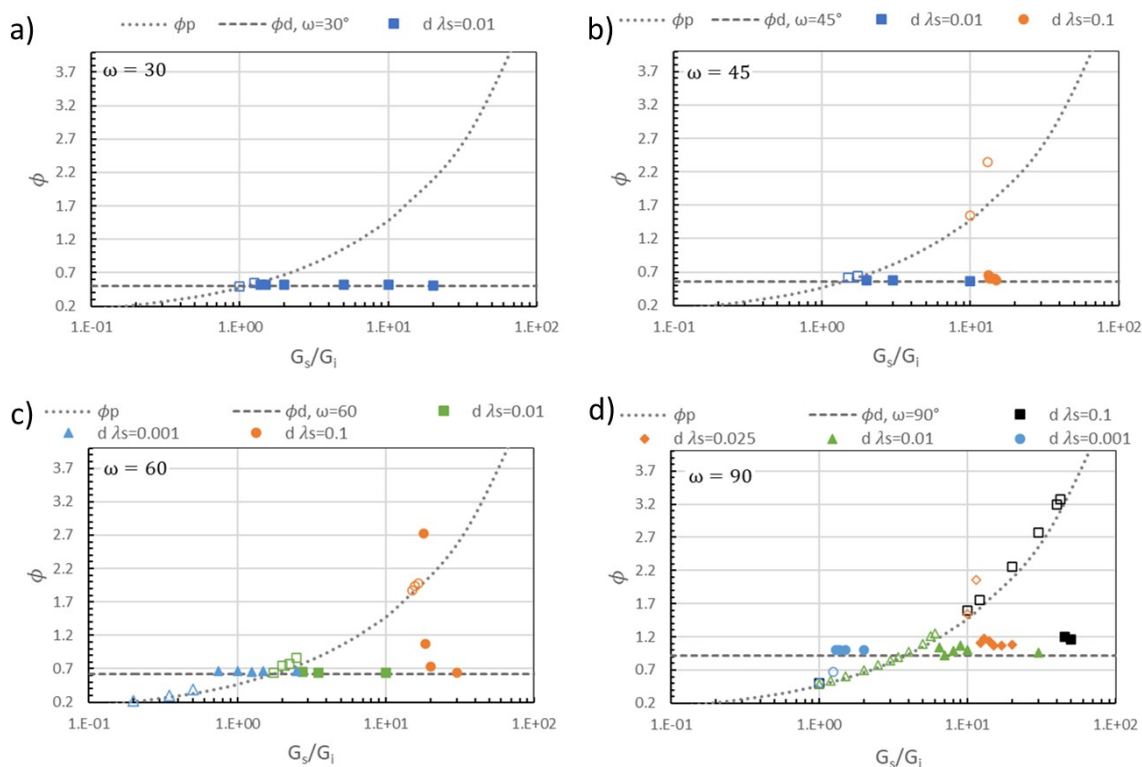 a)
ϕp ϕd, ω=30° d λs=0.01
ω = 30
3.7
3.2
2.7
2.2
1.7
1.2
0.7
0.2
ϕ
1.E-01 1.E+00 1.E+01 1.E+02
Gs/Gi
b)
ϕp ϕd, ω=45° d λs=0.01 d λs=0.1
ω = 45
3.7
3.2
2.7
2.2
1.7
1.2
0.7
0.2
ϕ
1.E-01 1.E+00 1.E+01 1.E+02
Gs/Gi
c)
ϕp ϕd, ω=60 d λs=0.01
d λs=0.001 d λs=0.1
ω = 60
3.7
3.2
2.7
2.2
1.7
1.2
0.7
0.2
ϕ
1.E-01 1.E+00 1.E+01 1.E+02
Gs/Gi
d)
ϕp ϕd, ω=90° d λs=0.1
d λs=0.025 d λs=0.01 d λs=0.001
ω = 90
3.7
3.2
2.7
2.2
1.7
1.2
0.7
0.2
ϕ
1.E-01 1.E+00 1.E+01 1.E+02
Gs/Gi